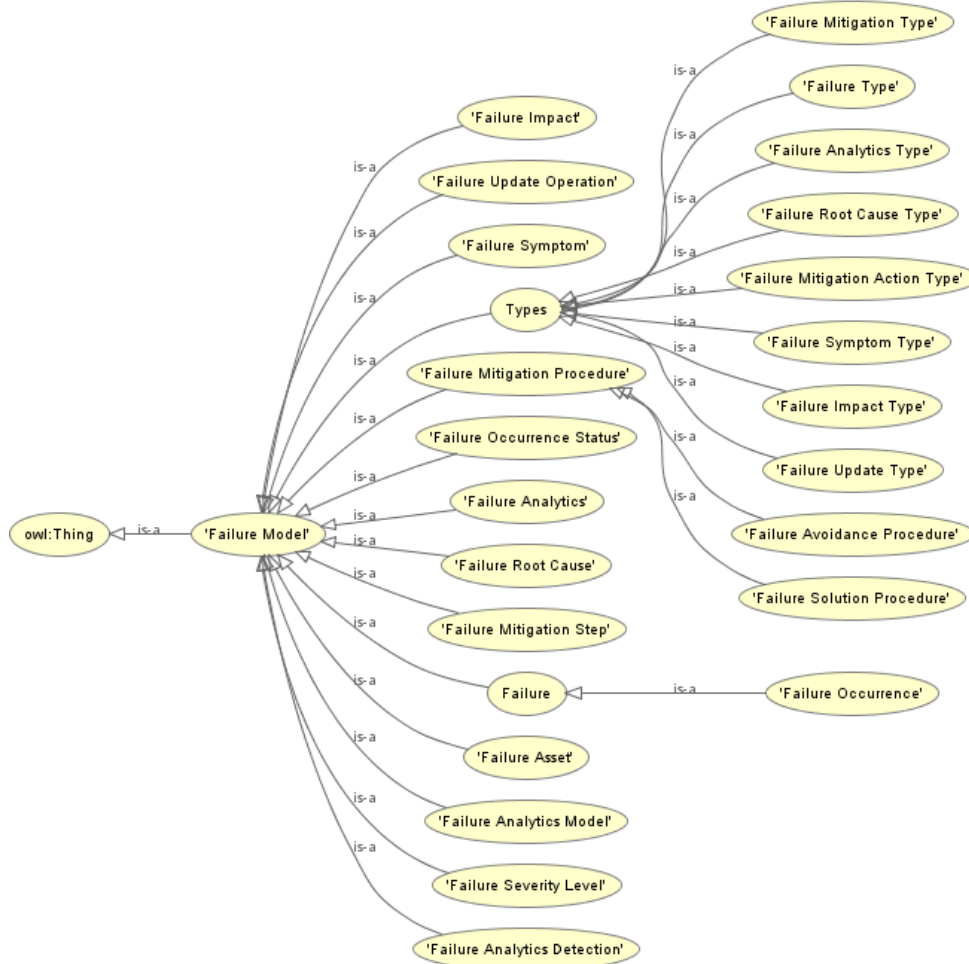 'Failure Mitigation Type'
is-a
'Failure Type'
'Failure Impact'
is-a
'Failure Analytics Type'
is-a
'Failure Update Operation'
is-a
'Failure Root Cause Type'
is-a
'Failure Symptom'
is-a
'Failure Mitigation Action Type'
is-a
Types
is-a
'Failure Symptom Type'
is-a
is-a
'Failure Mitigation Procedure'
is-a
'Failure Impact Type'
is-a
'Failure Occurrence Status'
is-a
'Failure Update Type'
is-a
is-a
'Failure Analytics'
is-a
is-a
owl:Thing
is-a
'Failure Model'
'Failure Avoidance Procedure'
is-a
'Failure Root Cause'
is-a
'Failure Solution Procedure'
'Failure Mitigation Step'
is-a
Failure
is-a
'Failure Occurrence'
is-a
'Failure Asset'
is-a
'Failure Analytics Model'
is-a
'Failure Severity Level'
is-a
'Failure Analytics Detection'